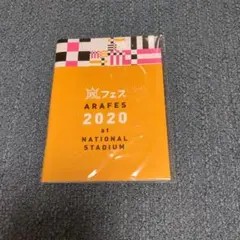 嵐フェス
ARAFES
2020
at
NATIONAL
STADIUM